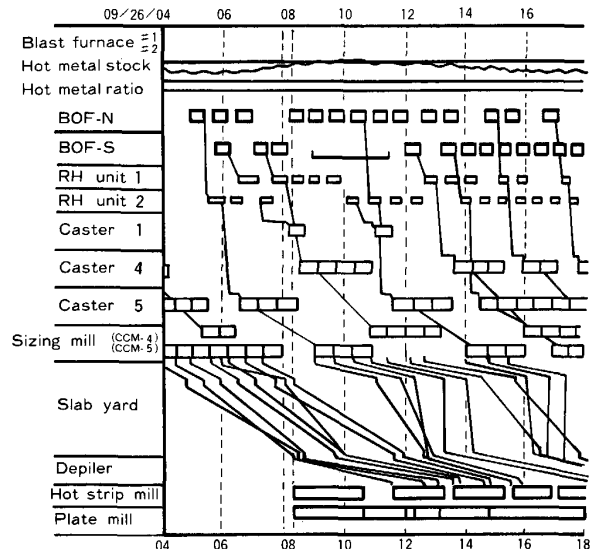 09/26/04 06 08 10 12 14 16
Blast furnace #1
#2
Hot metal stock
Hot metal ratio
BOF-N
BOF-S
RH unit 1
RH unit 2
Caster 1
Caster 4
Caster 5
Sizing mill (CCM-4)
(CCM-5)
Slab yard
Depiler
Hot strip mill
Plate mill
04 06 08 10 12 14 16 18